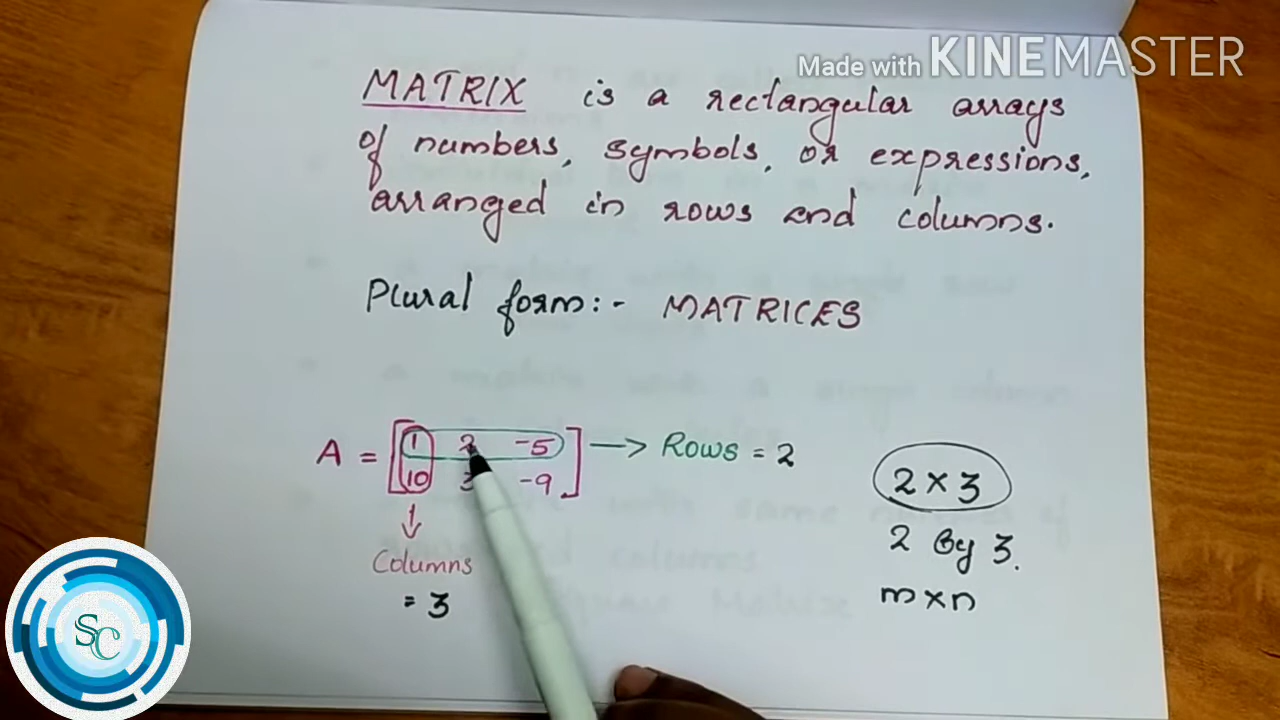 Made with KINEMASTER
MATRIX is a rectangular arrays
of numbers, symbols, or expressions,
arranged in rows and columns.
Plural form:- MATRICES
A = [ 1 2 -5 ] → Rows = 2
10 3 -9
2 × 3
↓
Columns
= 3
2 By 3.
m×n
SC